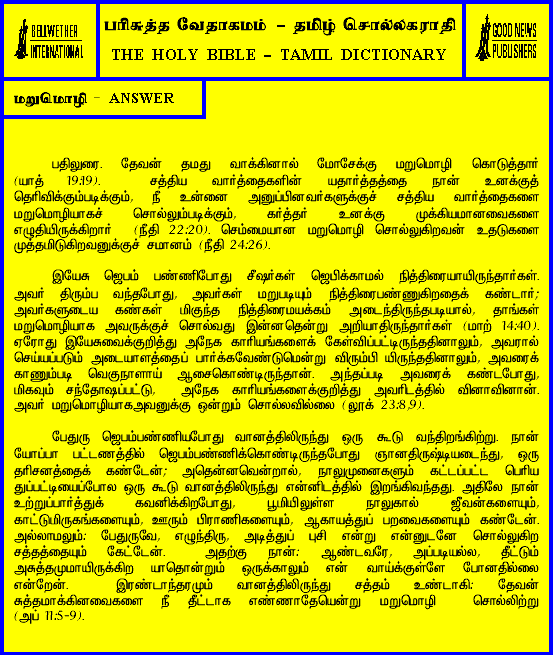 BELLWETHER
INTERNATIONAL
பரிசுத்த வேதாகமம் – தமிழ் சொல்லகராதி
THE HOLY BIBLE – TAMIL DICTIONARY
GOOD NEWS
PUBLISHERS
மறுமொழி – ANSWER
பதிலுரை. தேவன் தமது வாக்கினால் மோசேக்கு மறுமொழி கொடுத்தார்
(யாத் 19:19). சத்திய வார்த்தைகளின் யதார்த்தத்தை நான் உனக்குத்
தெரிவிக்கும்படிக்கும், நீ உன்னை அனுப்பினவர்களுக்குச் சத்திய வார்த்தைகளை
மறுமொழியாகச் சொல்லும்படிக்கும், கர்த்தர் உனக்கு முக்கியமானவைகளை
எழுதியிருக்கிறார் (நீதி 22:20). செம்மையான மறுமொழி சொல்லுகிறவன் உதடுகளை
முத்தமிடுகிறவனுக்குச் சமானம் (நீதி 24:26).
இயேசு ஜெபம் பண்ணிபோது சீஷர்கள் ஜெபிக்காமல் நித்திரையாயிருந்தார்கள்.
அவர் திரும்ப வந்தபோது, அவர்கள் மறுபடியும் நித்திரைபண்ணுகிறதைக் கண்டார்;
அவர்களுடைய கண்கள் மிகுந்த நித்திரைமயக்கம் அடைந்திருந்தபடியால், தாங்கள்
மறுமொழியாக அவருக்குச் சொல்வது இன்னதென்று அறியாதிருந்தார்கள் (மாற் 14:40).
ஏரோது இயேசுவைக்குறித்து அநேக காரியங்களைக் கேள்விப்பட்டிருந்ததினாலும், அவரால்
செய்யப்படும் அடையாளத்தைப் பார்க்கவேண்டுமென்று விரும்பி யிருந்ததினாலும், அவரைக்
காணும்படி வெகுநாளாய் ஆசைகொண்டிருந்தான். அந்தப்படி அவரைக் கண்டபோது,
மிகவும் சந்தோஷப்பட்டு, அநேக காரியங்களைக்குறித்து அவரிடத்தில் வினாவினான்.
அவர் மறுமொழியாகஅவனுக்கு ஒன்றும் சொல்லவில்லை (லூக் 23:8,9).
பேதுரு ஜெபம்பண்ணியபோது வானத்திலிருந்து ஒரு கூடு வந்திறங்கிற்று. நான்
யோப்பா பட்டணத்தில் ஜெபம்பண்ணிக்கொண்டிருந்தபோது ஞானதிருஷ்டியடைந்து, ஒரு
தரிசனத்தைக் கண்டேன்; அதென்னவென்றால், நாலுமுனைகளும் கட்டப்பட்ட பெரிய
துப்பட்டியைப்போல ஒரு கூடு வானத்திலிருந்து என்னிடத்தில் இறங்கிவந்தது. அதிலே நான்
உற்றுப்பார்த்துக் கவனிக்கிறபோது, பூமியிலுள்ள நாலுகால் ஜீவன்களையும்,
காட்டுமிருகங்களையும், ஊரும் பிராணிகளையும், ஆகாயத்துப் பறவைகளையும் கண்டேன்.
அல்லாமலும்: பேதுருவே, எழுந்திரு, அடித்துப் புசி என்று என்னுடனே சொல்லுகிற
சத்தத்தையும் கேட்டேன். அதற்கு நான்: ஆண்டவரே, அப்படியல்ல, தீட்டும்
அசுத்தமுமாயிருக்கிற யாதொன்றும் ஒருக்காலும் என் வாய்க்குள்ளே போனதில்லை
என்றேன். இரண்டாந்தரமும் வானத்திலிருந்து சத்தம் உண்டாகி: தேவன்
சுத்தமாக்கினவைகளை நீ தீட்டாக எண்ணாதேயென்று மறுமொழி சொல்லிற்று
(அப் 11:5-9).